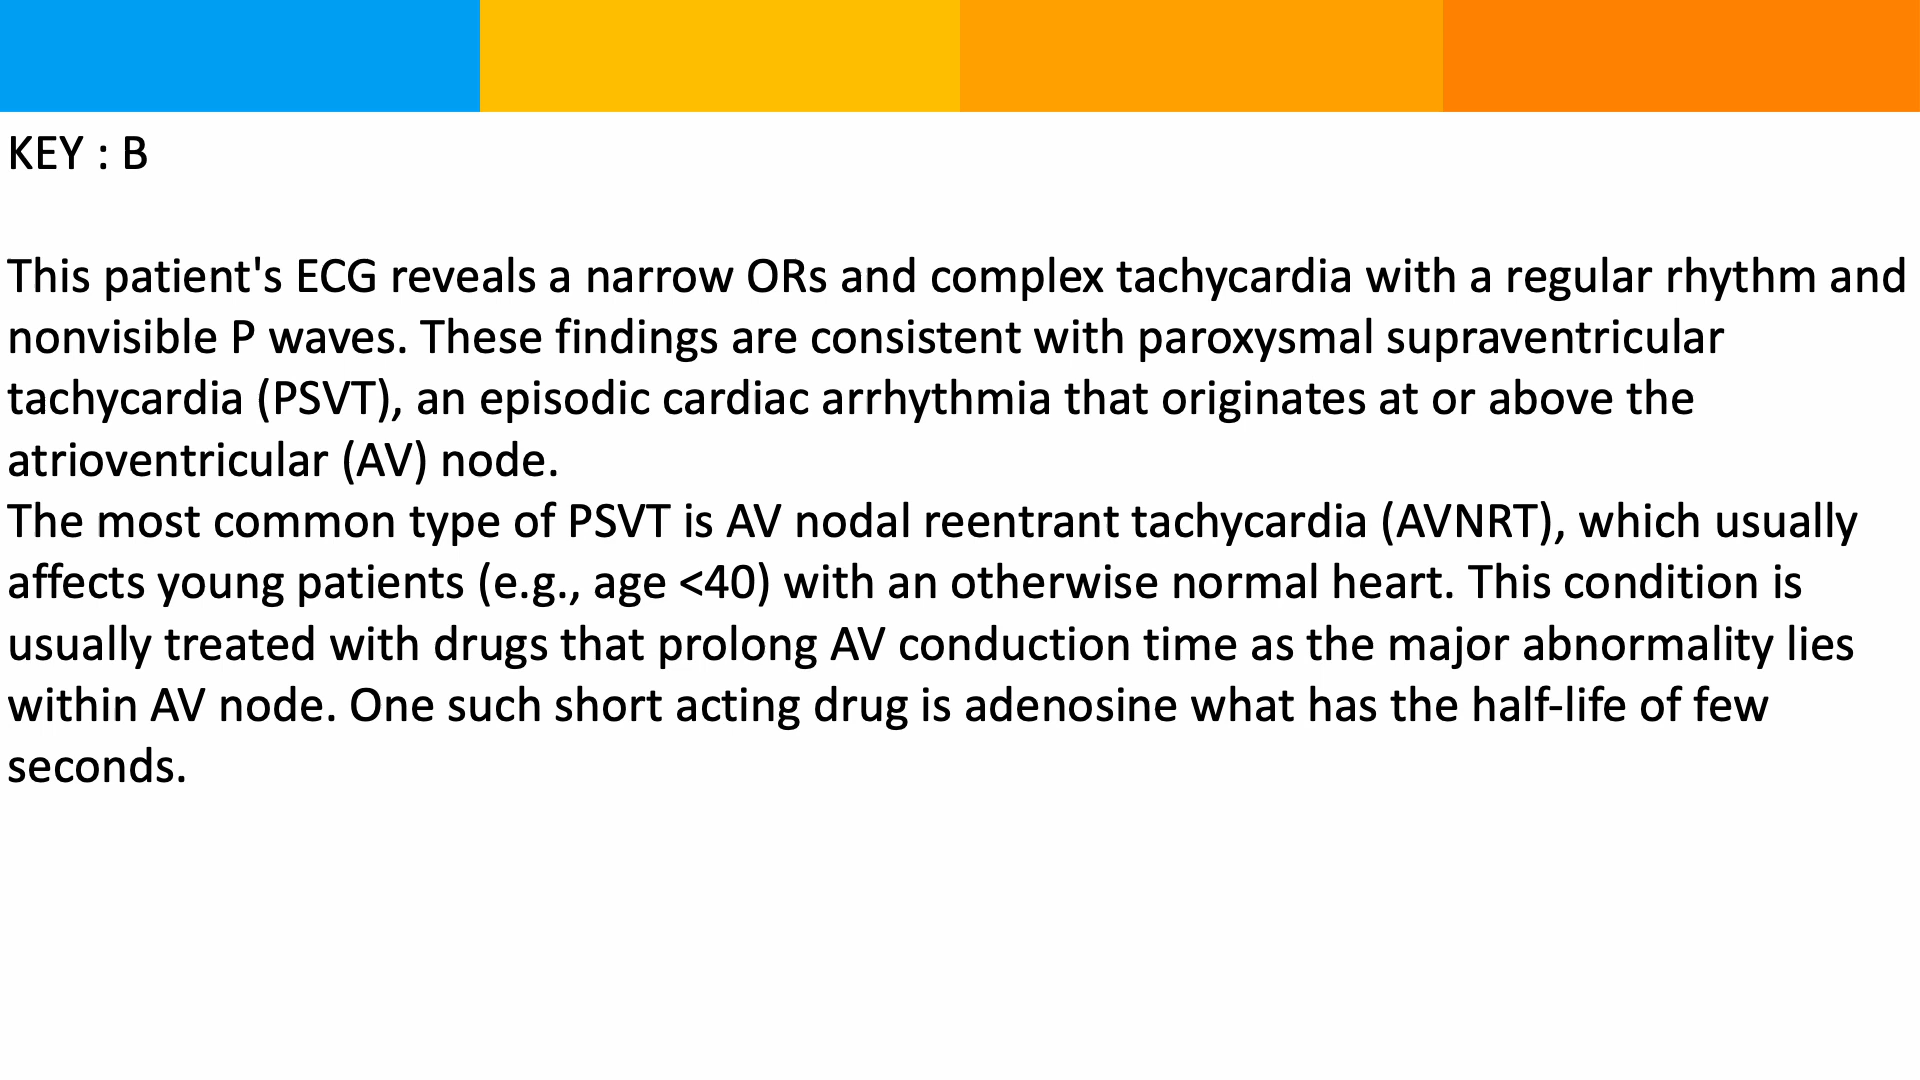 KEY : B
This patient's ECG reveals a narrow ORs and complex tachycardia with a regular rhythm and
nonvisible P waves. These findings are consistent with paroxysmal supraventricular
tachycardia (PSVT), an episodic cardiac arrhythmia that originates at or above the
atrioventricular (AV) node.
The most common type of PSVT is AV nodal reentrant tachycardia (AVNRT), which usually
affects young patients (e.g., age <40) with an otherwise normal heart. This condition is
usually treated with drugs that prolong AV conduction time as the major abnormality lies
within AV node. One such short acting drug is adenosine what has the half-life of few
seconds.